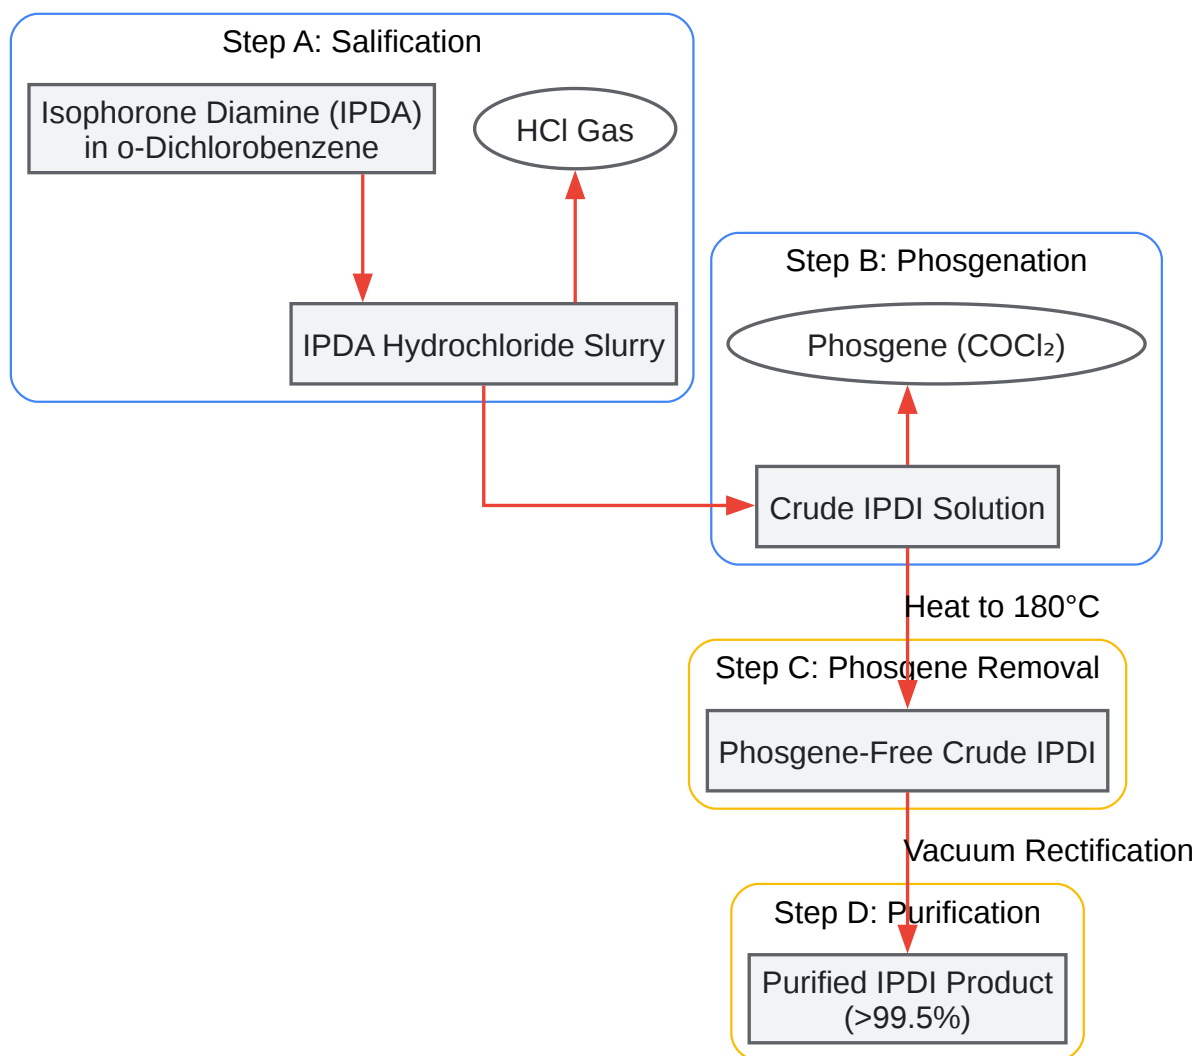 Step A: Salification
Isophorone Diamine (IPDA)
in o-Dichlorobenzene
HCl Gas
IPDA Hydrochloride Slurry
Step B: Phosgenation
Phosgene (COCl₂)
Crude IPDI Solution
Heat to 180°C
Step C: Phosgene Removal
Phosgene-Free Crude IPDI
Vacuum Rectification
Step D: Purification
Purified IPDI Product
(>99.5%)